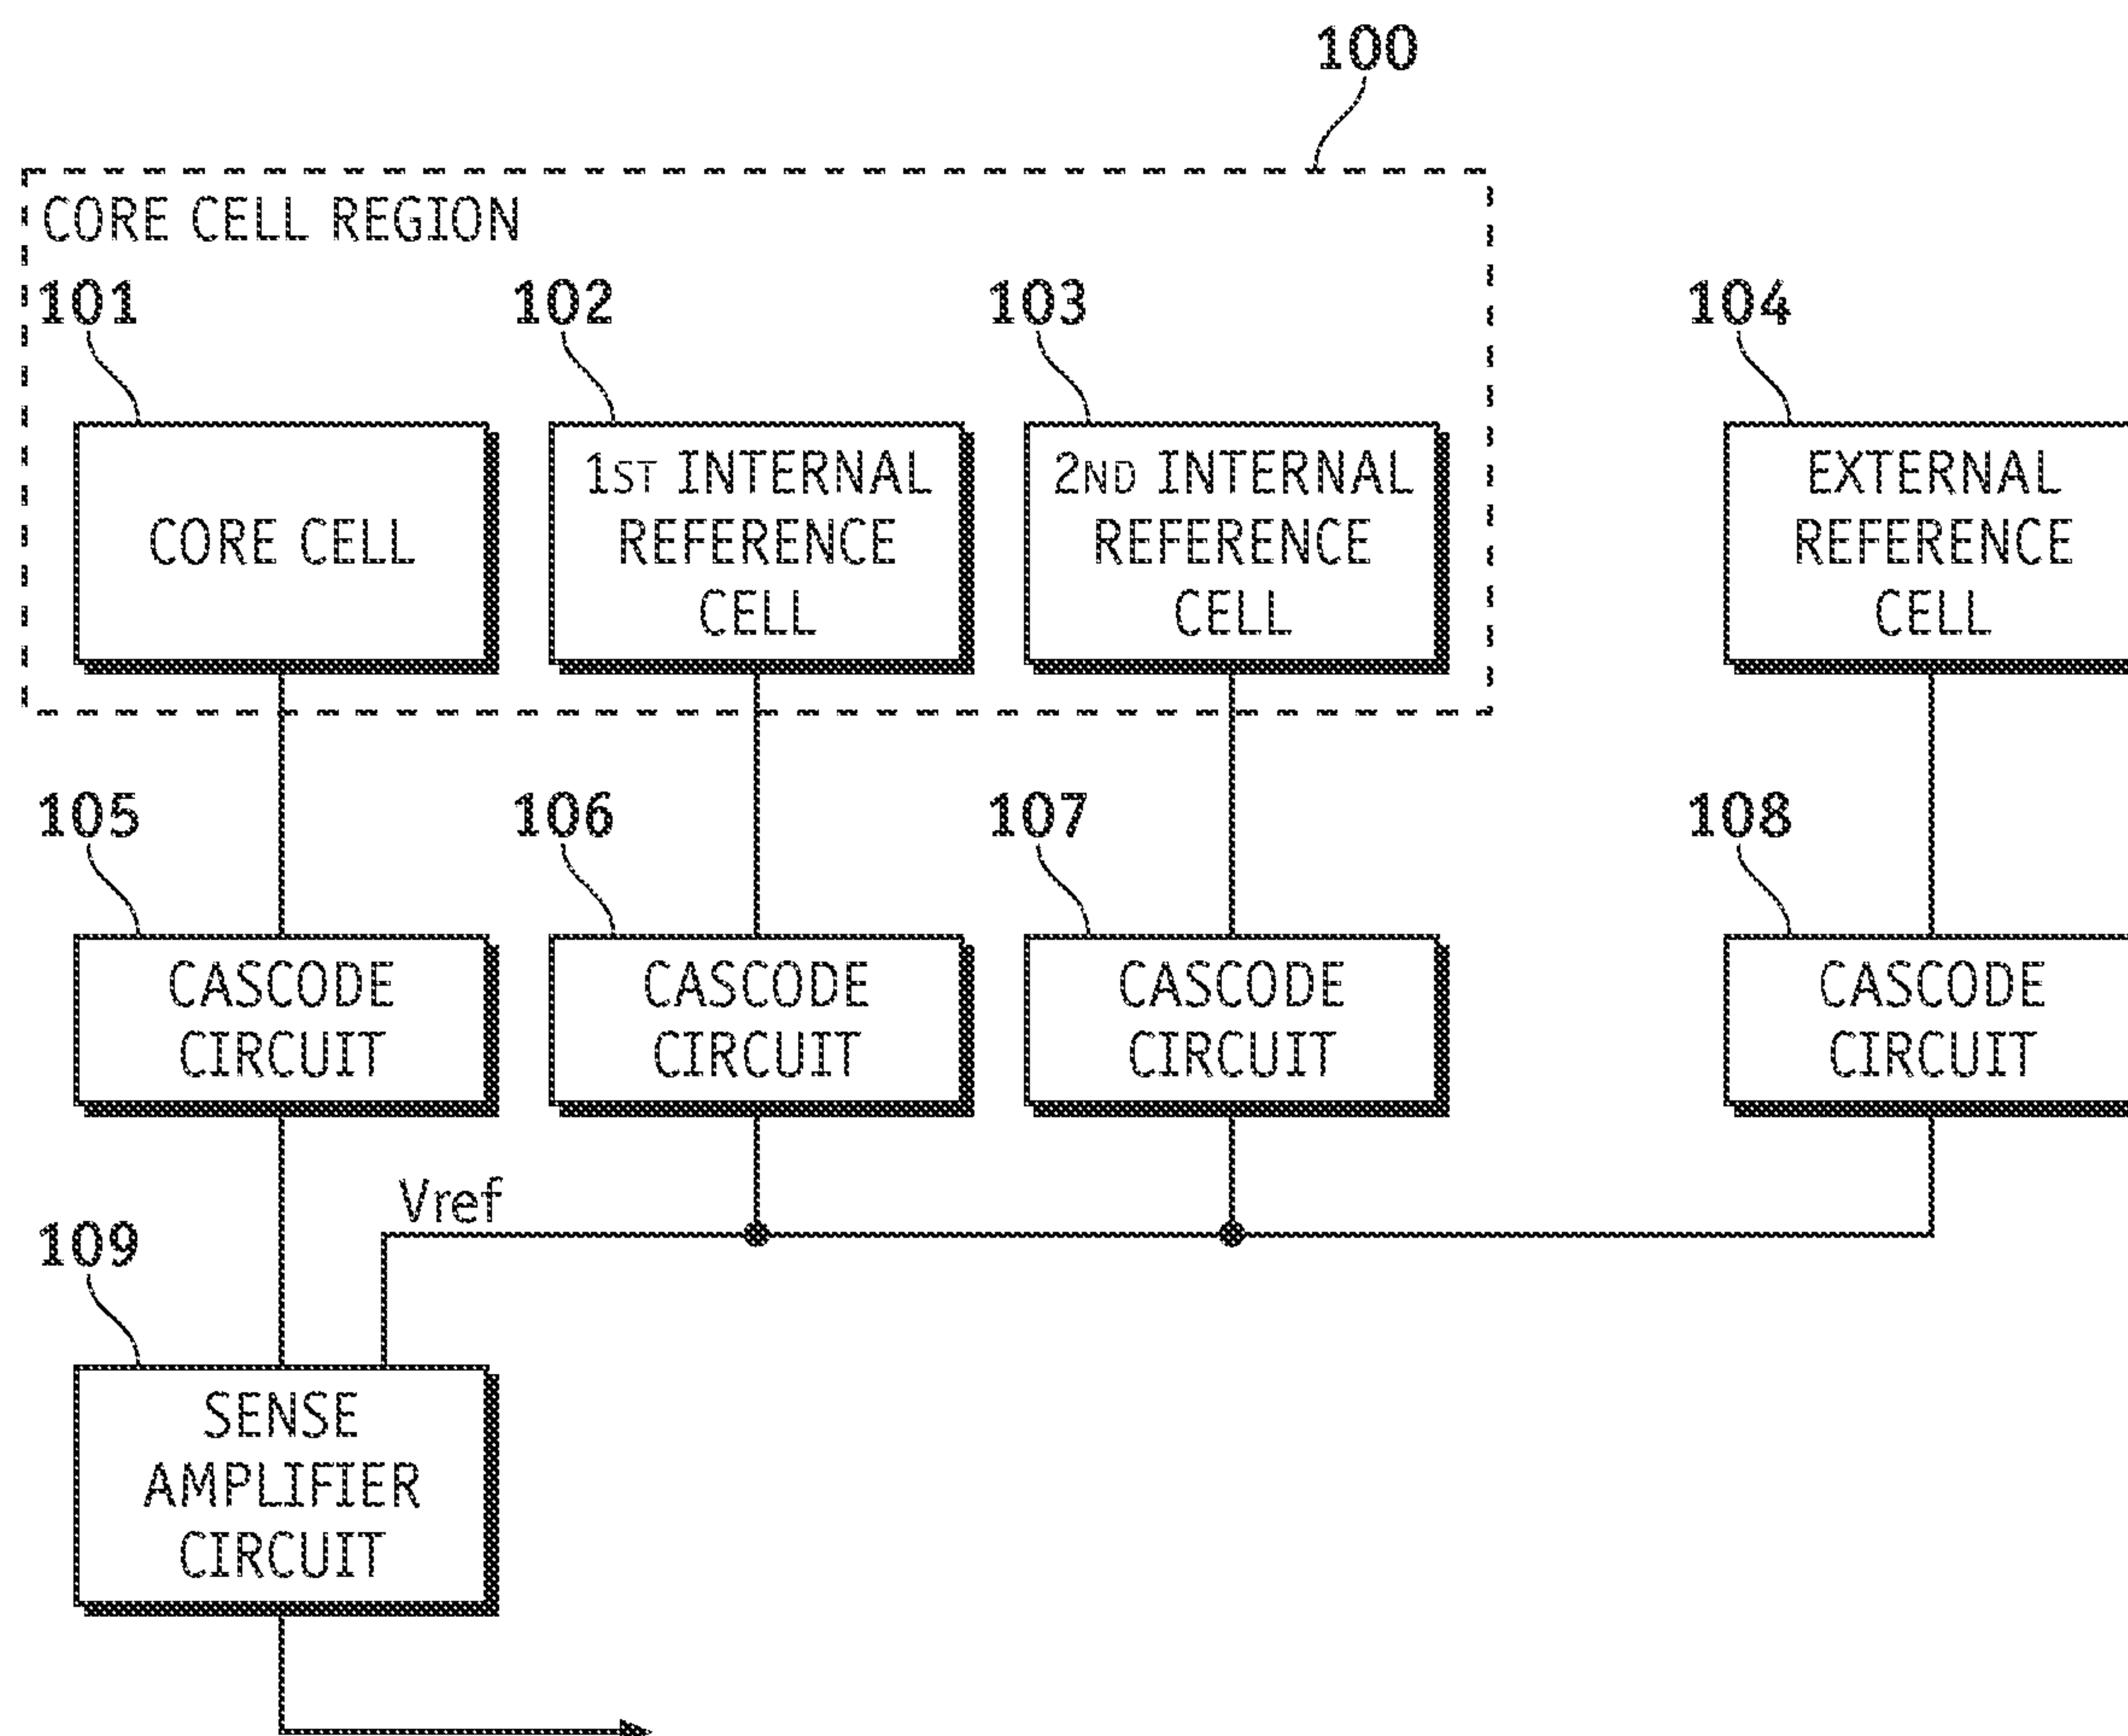 100
CORE CELL REGION
101
102
103
104
CORE CELL
1ST INTERNAL
REFERENCE
CELL
2ND INTERNAL
REFERENCE
CELL
EXTERNAL
REFERENCE
CELL
105
106
107
108
CASCODE
CIRCUIT
CASCODE
CIRCUIT
CASCODE
CIRCUIT
CASCODE
CIRCUIT
Vref
109
SENSE
AMPLIFIER
CIRCUIT